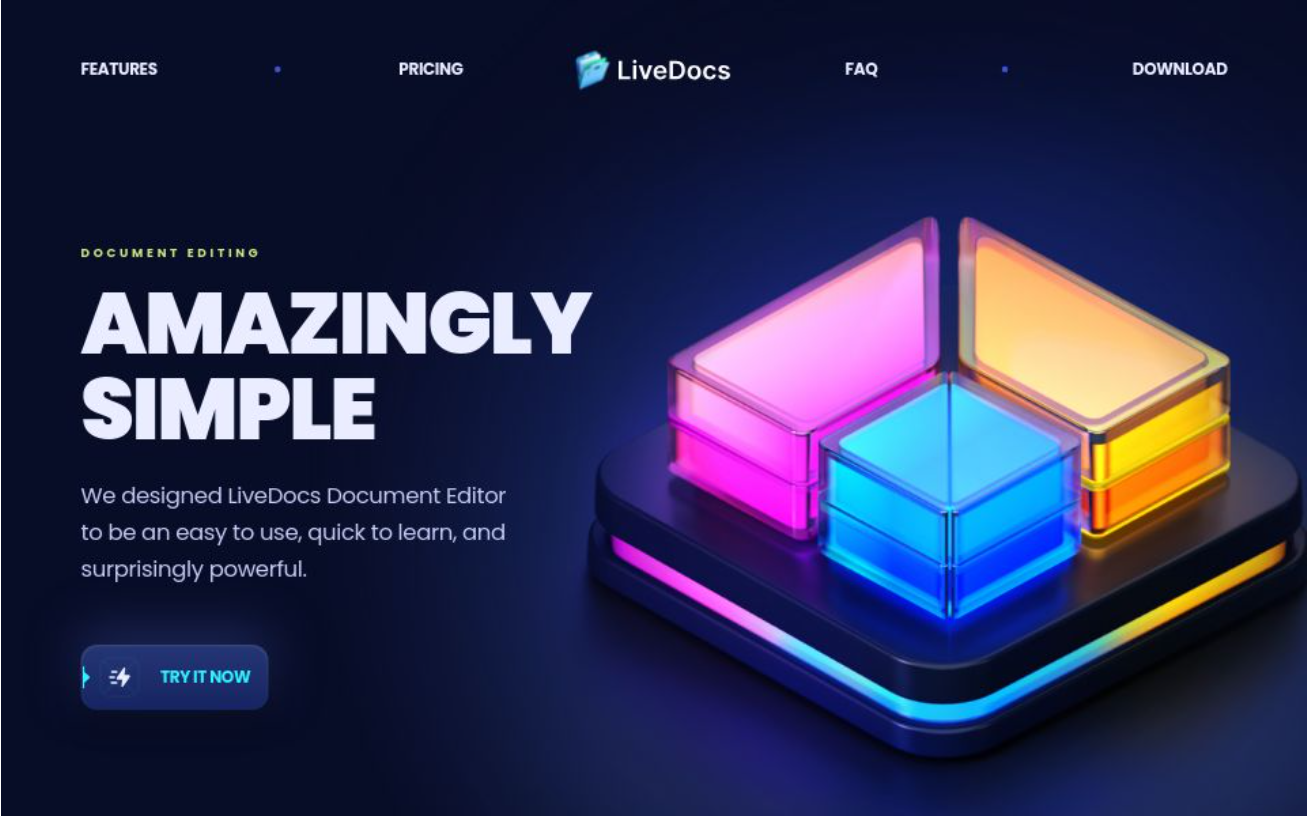 FEATURES
PRICING
LiveDocs
FAQ
DOWNLOAD
DOCUMENT EDITING
AMAZINGLY
SIMPLE
We designed LiveDocs Document Editor
to be an easy to use, quick to learn, and
surprisingly powerful.
TRY IT NOW